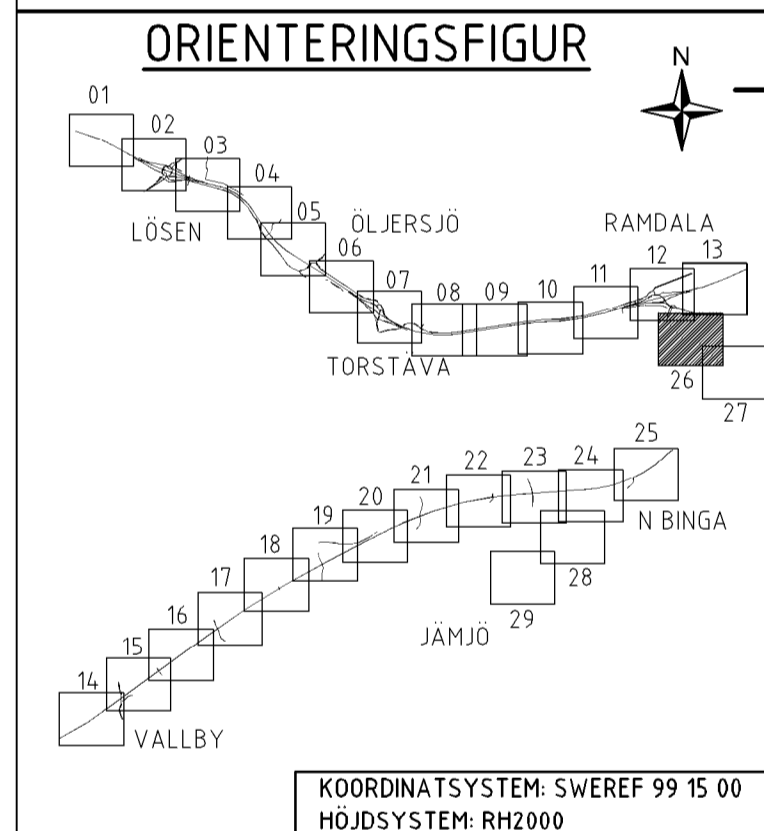 ORIENTERINGSFIGUR
N
01
02
03
04
05
LÖSEN
ÖLJERSJÖ
RAMDALA
06
07
08
09
10
11
12
13
TORSTÄVA
26
27
25
24
23
22
21
20
19
18
17
16
15
14
N BINGA
28
29
JÄMJÖ
VALLBY
KOORDINATSYSTEM: SWEREF 99 15 00
HÖJDSYSTEM: RH2000